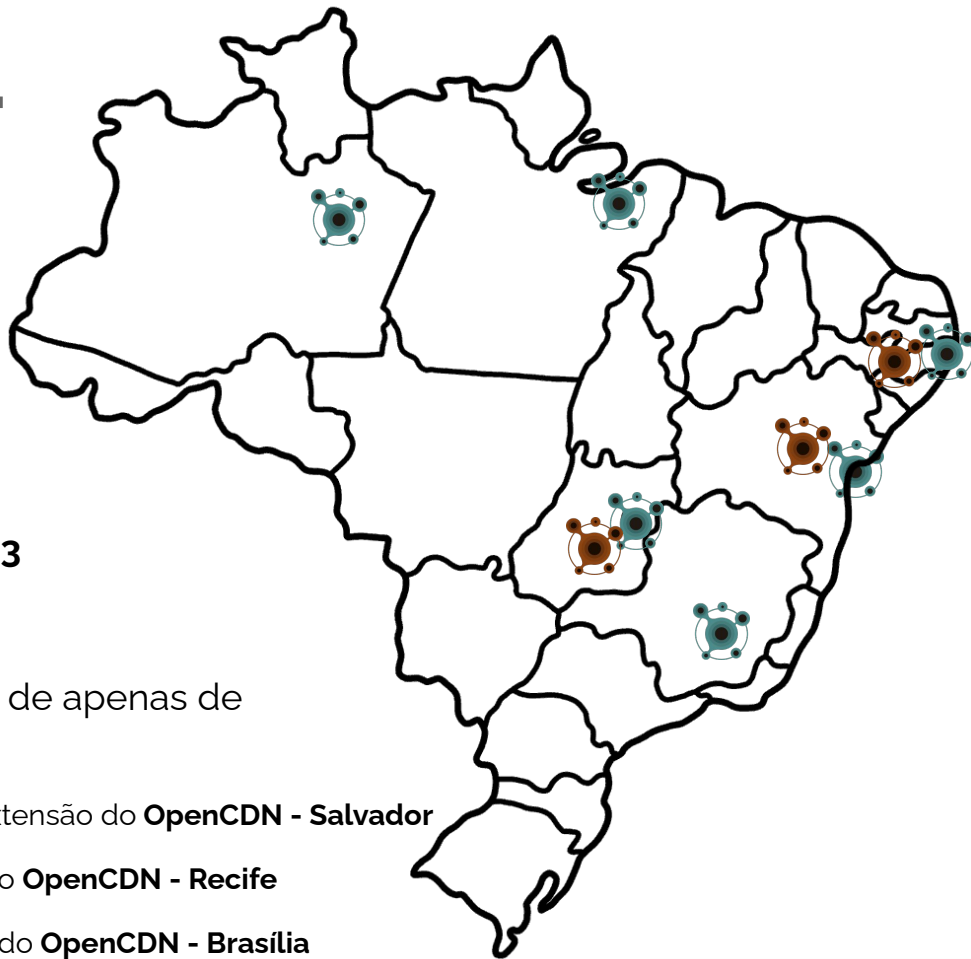 3
de apenas de
tensão do OpenCDN - Salvador
o OpenCDN - Recife
do OpenCDN - Brasília